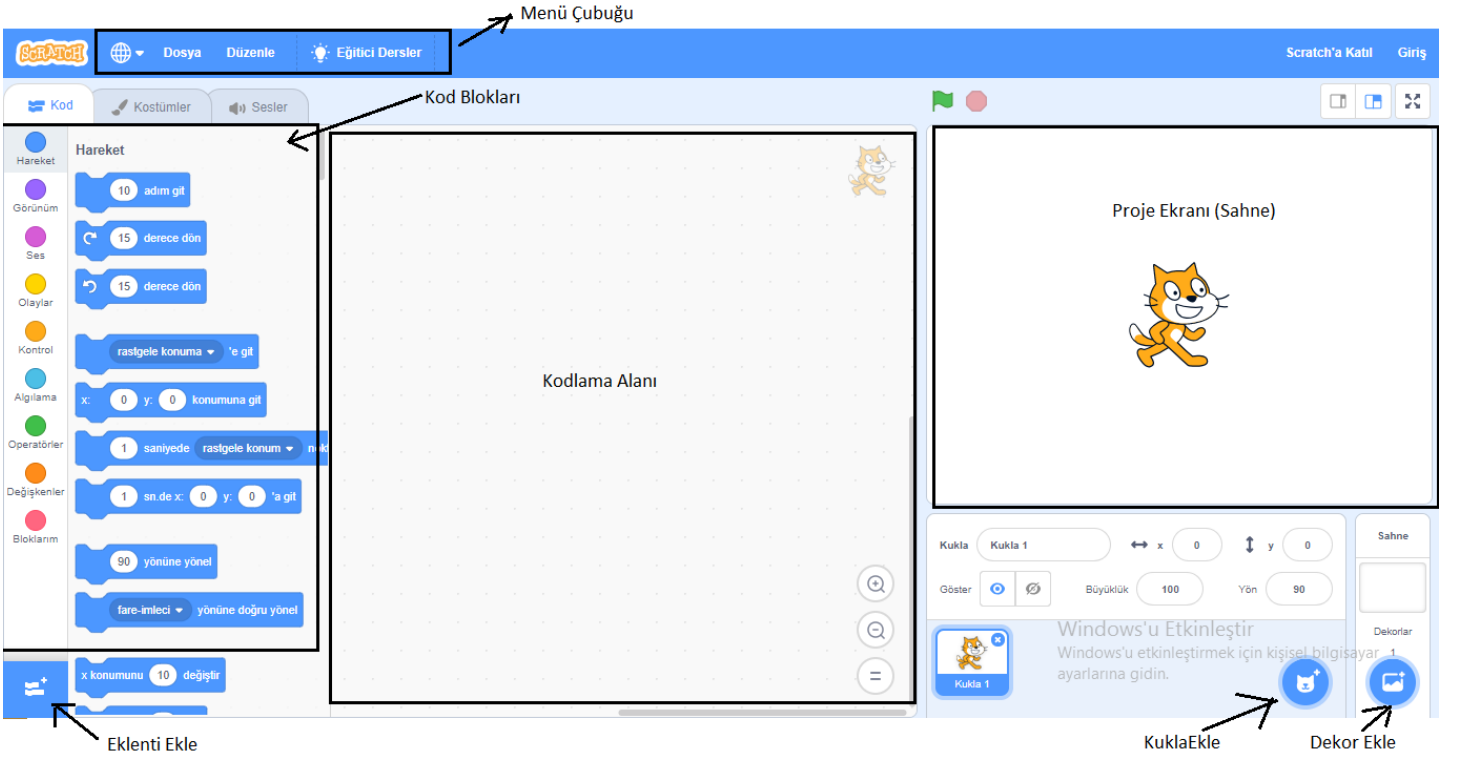 Menü Çubuğu
SCRATCH
Dosya Düzenle Eğitici Dersler
Scratch'a Katıl Giriş
Kod Kostümler Sesler
Kod Blokları
Hareket
Görünüm
Ses
Olaylar
Kontrol
Algılama
Operatörler
Değişkenler
Bloklarım
Hareket
10 adım git
15 derece dön
15 derece dön
rastgele konuma 'e git
x: 0 y: 0 konumuna git
1 saniyede rastgele konum
1 sn.de x: 0 y: 0 'a git
90 yönüne yönel
fare-imleci yönüne doğru yönel
x konumunu 10 değiştir
Kodlama Alanı
Proje Ekranı (Sahne)
Kukla Kukla 1 x 0 y 0
Göster Büyüklük 100 Yön 90
Kukla 1
Sahne
Dekorlar
1
Windows'u Etkinleştir
Windows'u etkinleştirmek için kişisel bilgisayar
ayarlarına gidin.
Eklenti Ekle
KuklaEkle
Dekor Ekle